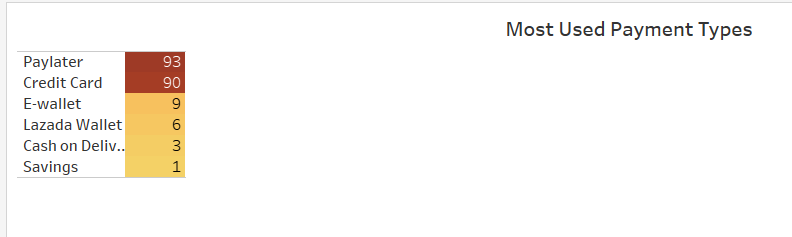 Most Used Payment Types
Paylater 93
Credit Card 90
E-wallet 9
Lazada Wallet 6
Cash on Deliv.. 3
Savings 1